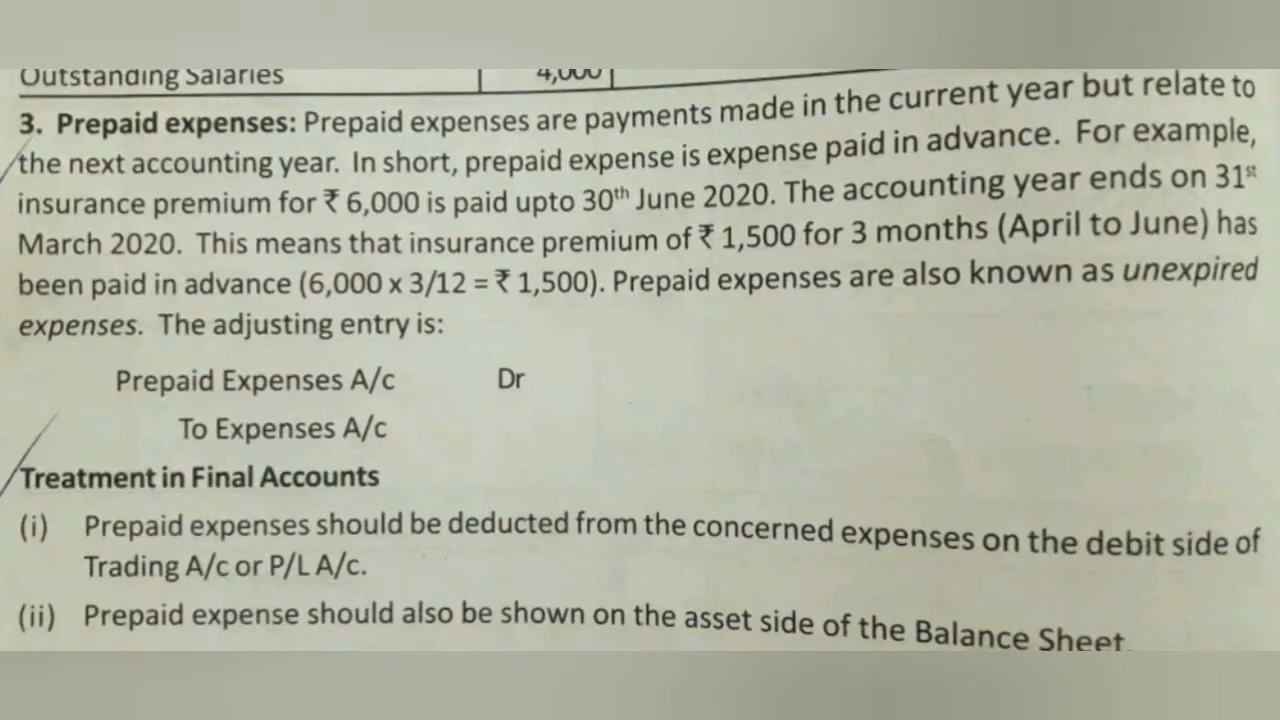 Outstanding Salaries 4,000
3. Prepaid expenses: Prepaid expenses are payments made in the current year but relate to
the next accounting year. In short, prepaid expense is expense paid in advance. For example,
insurance premium for ₹ 6,000 is paid upto 30th June 2020. The accounting year ends on 31st
March 2020. This means that insurance premium of ₹ 1,500 for 3 months (April to June) has
been paid in advance (6,000 x 3/12 = ₹ 1,500). Prepaid expenses are also known as unexpired
expenses. The adjusting entry is:
Prepaid Expenses A/c Dr
To Expenses A/c
Treatment in Final Accounts
(i) Prepaid expenses should be deducted from the concerned expenses on the debit side of
Trading A/c or P/L A/c.
(ii) Prepaid expense should also be shown on the asset side of the Balance Sheet.